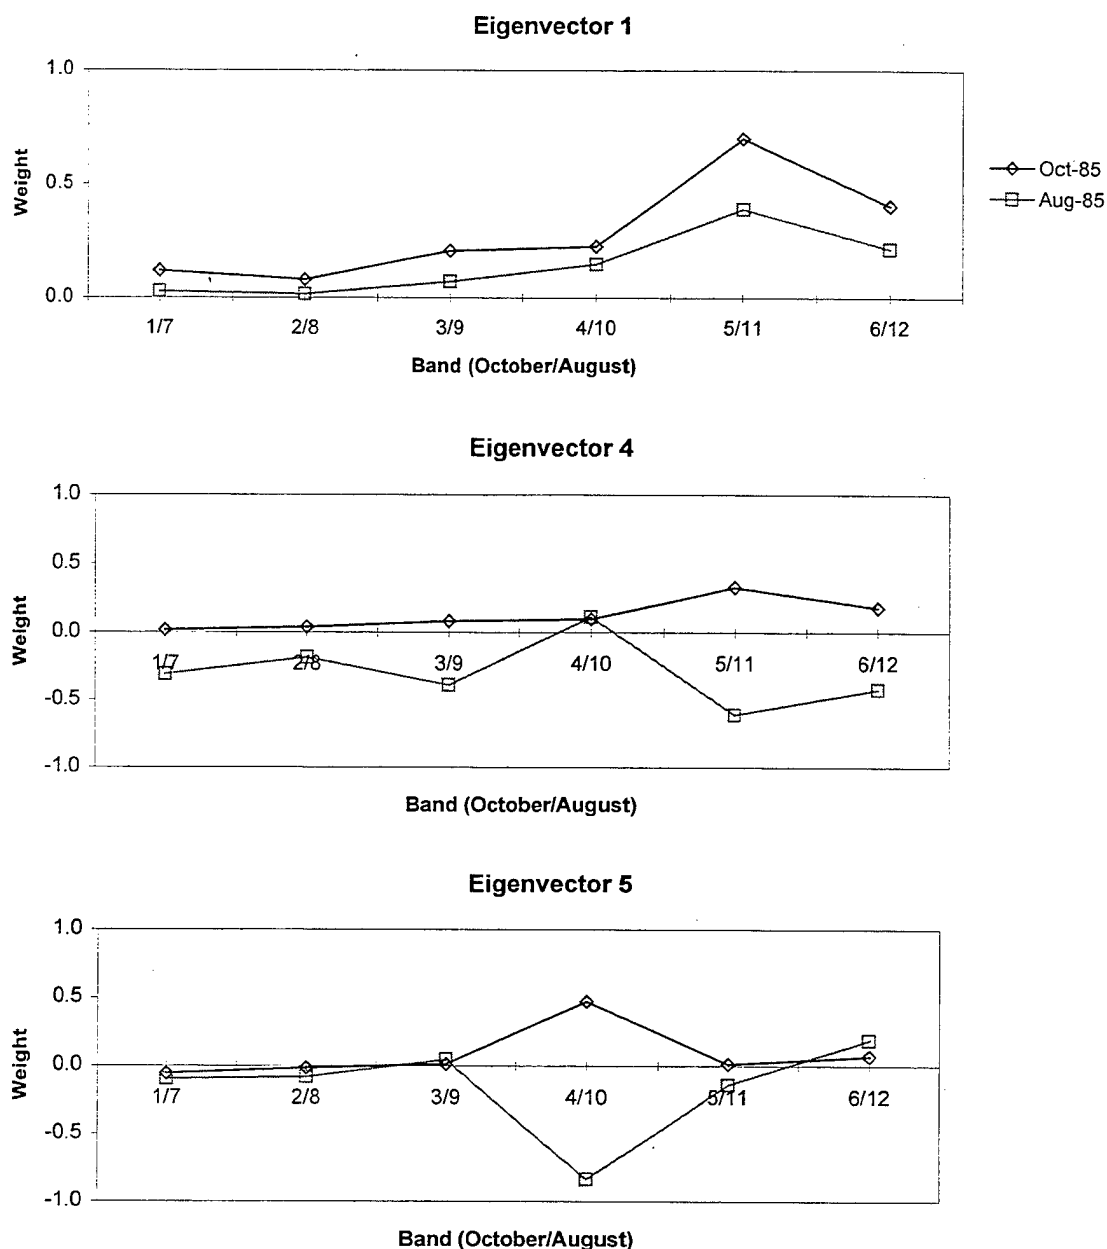 Eigenvector 1
1.0
0.5
0.0
Weight
1/7 2/8 3/9 4/10 5/11 6/12
Band (October/August)
Oct-85
Aug-85
Eigenvector 4
1.0
0.5
0.0
-0.5
-1.0
Weight
1/7 2/8 3/9 4/10 5/11 6/12
Band (October/August)
Eigenvector 5
1.0
0.5
0.0
-0.5
-1.0
Weight
1/7 2/8 3/9 4/10 5/11 6/12
Band (October/August)